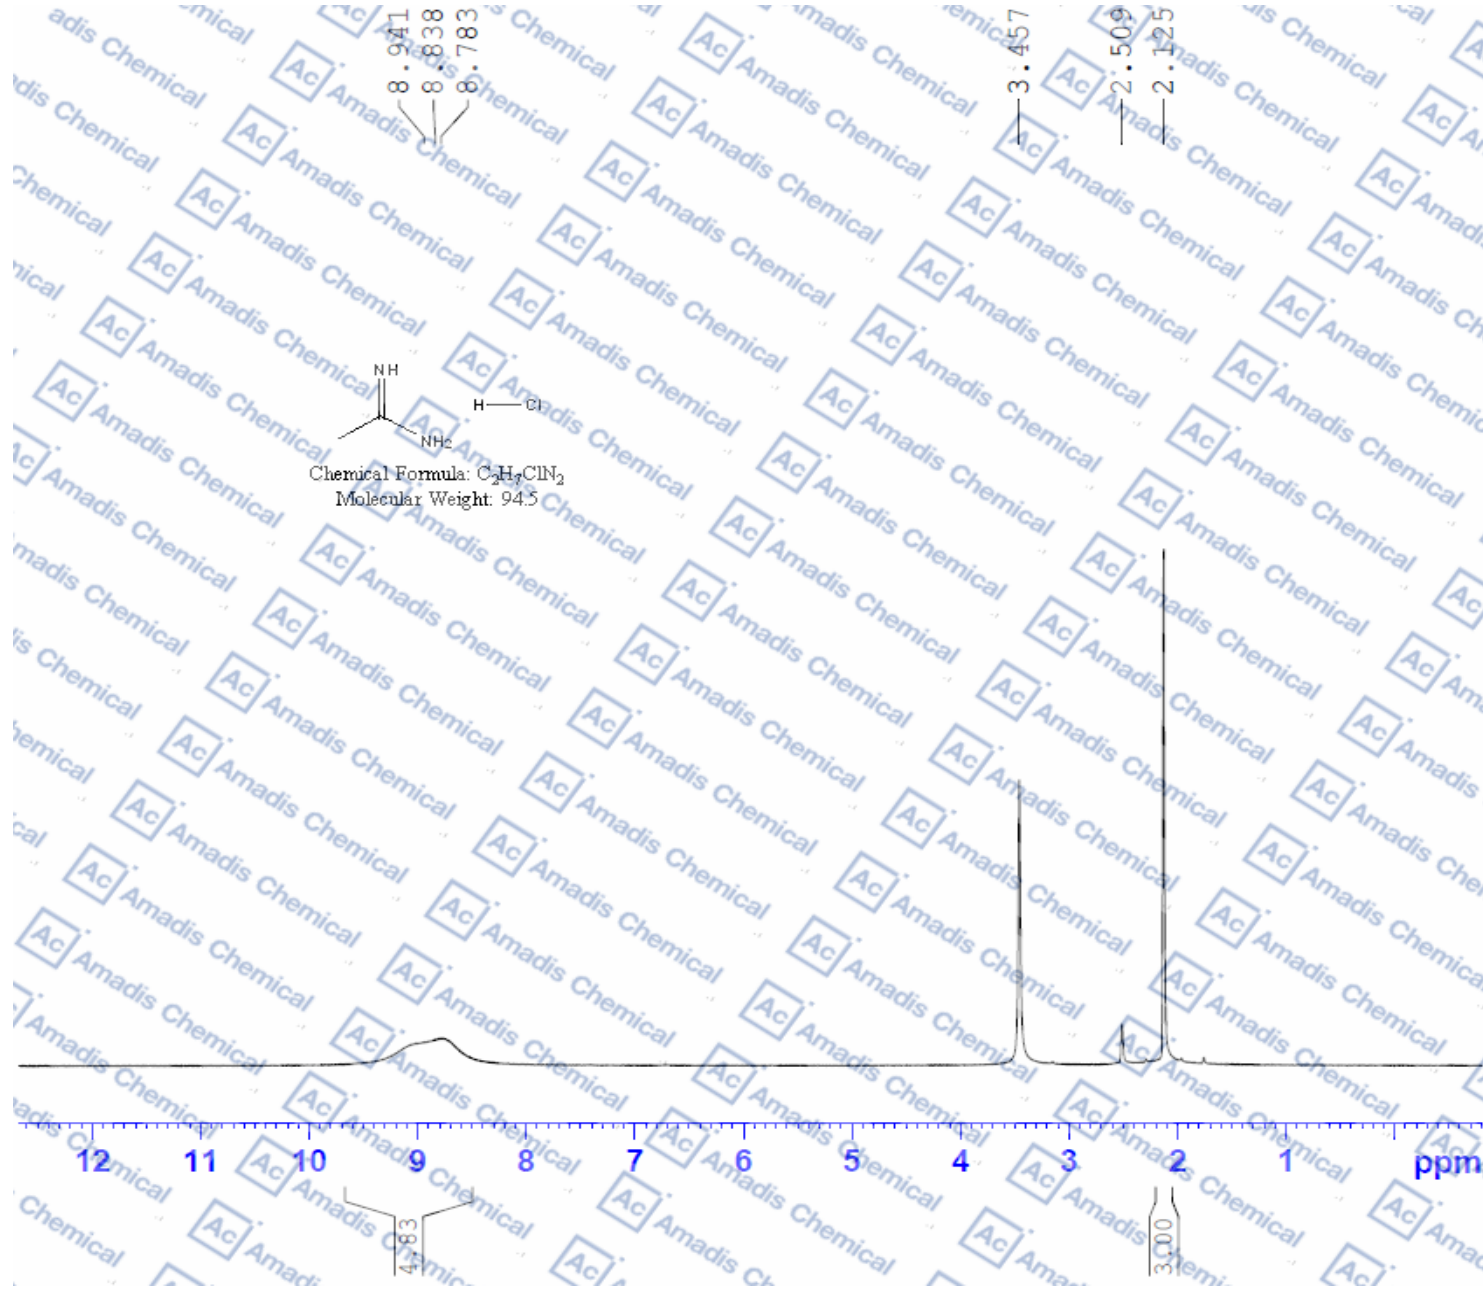 8.941
8.838
8.783
3.457
2.509
2.125
NH
H
Cl
NH2
Chemical Formula: C2H7ClN2
Molecular Weight: 94.5
12 11 10 9 8 7 6 5 4 3 2 1 ppm
4.83
3.00
Ac Amadis Chemical